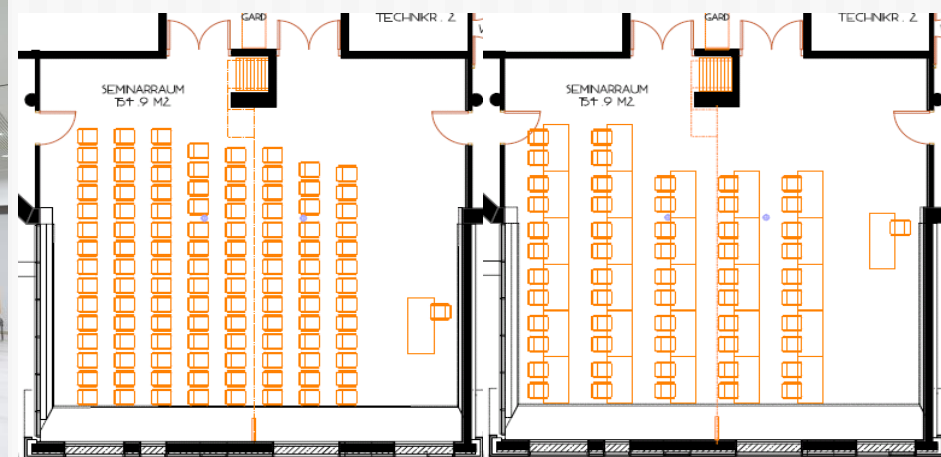 GARD
TECHNIKR. 2
SEMINARRAUM
154.9 M2
GARD
TECHNIKR. 2
SEMINARRAUM
154.9 M2